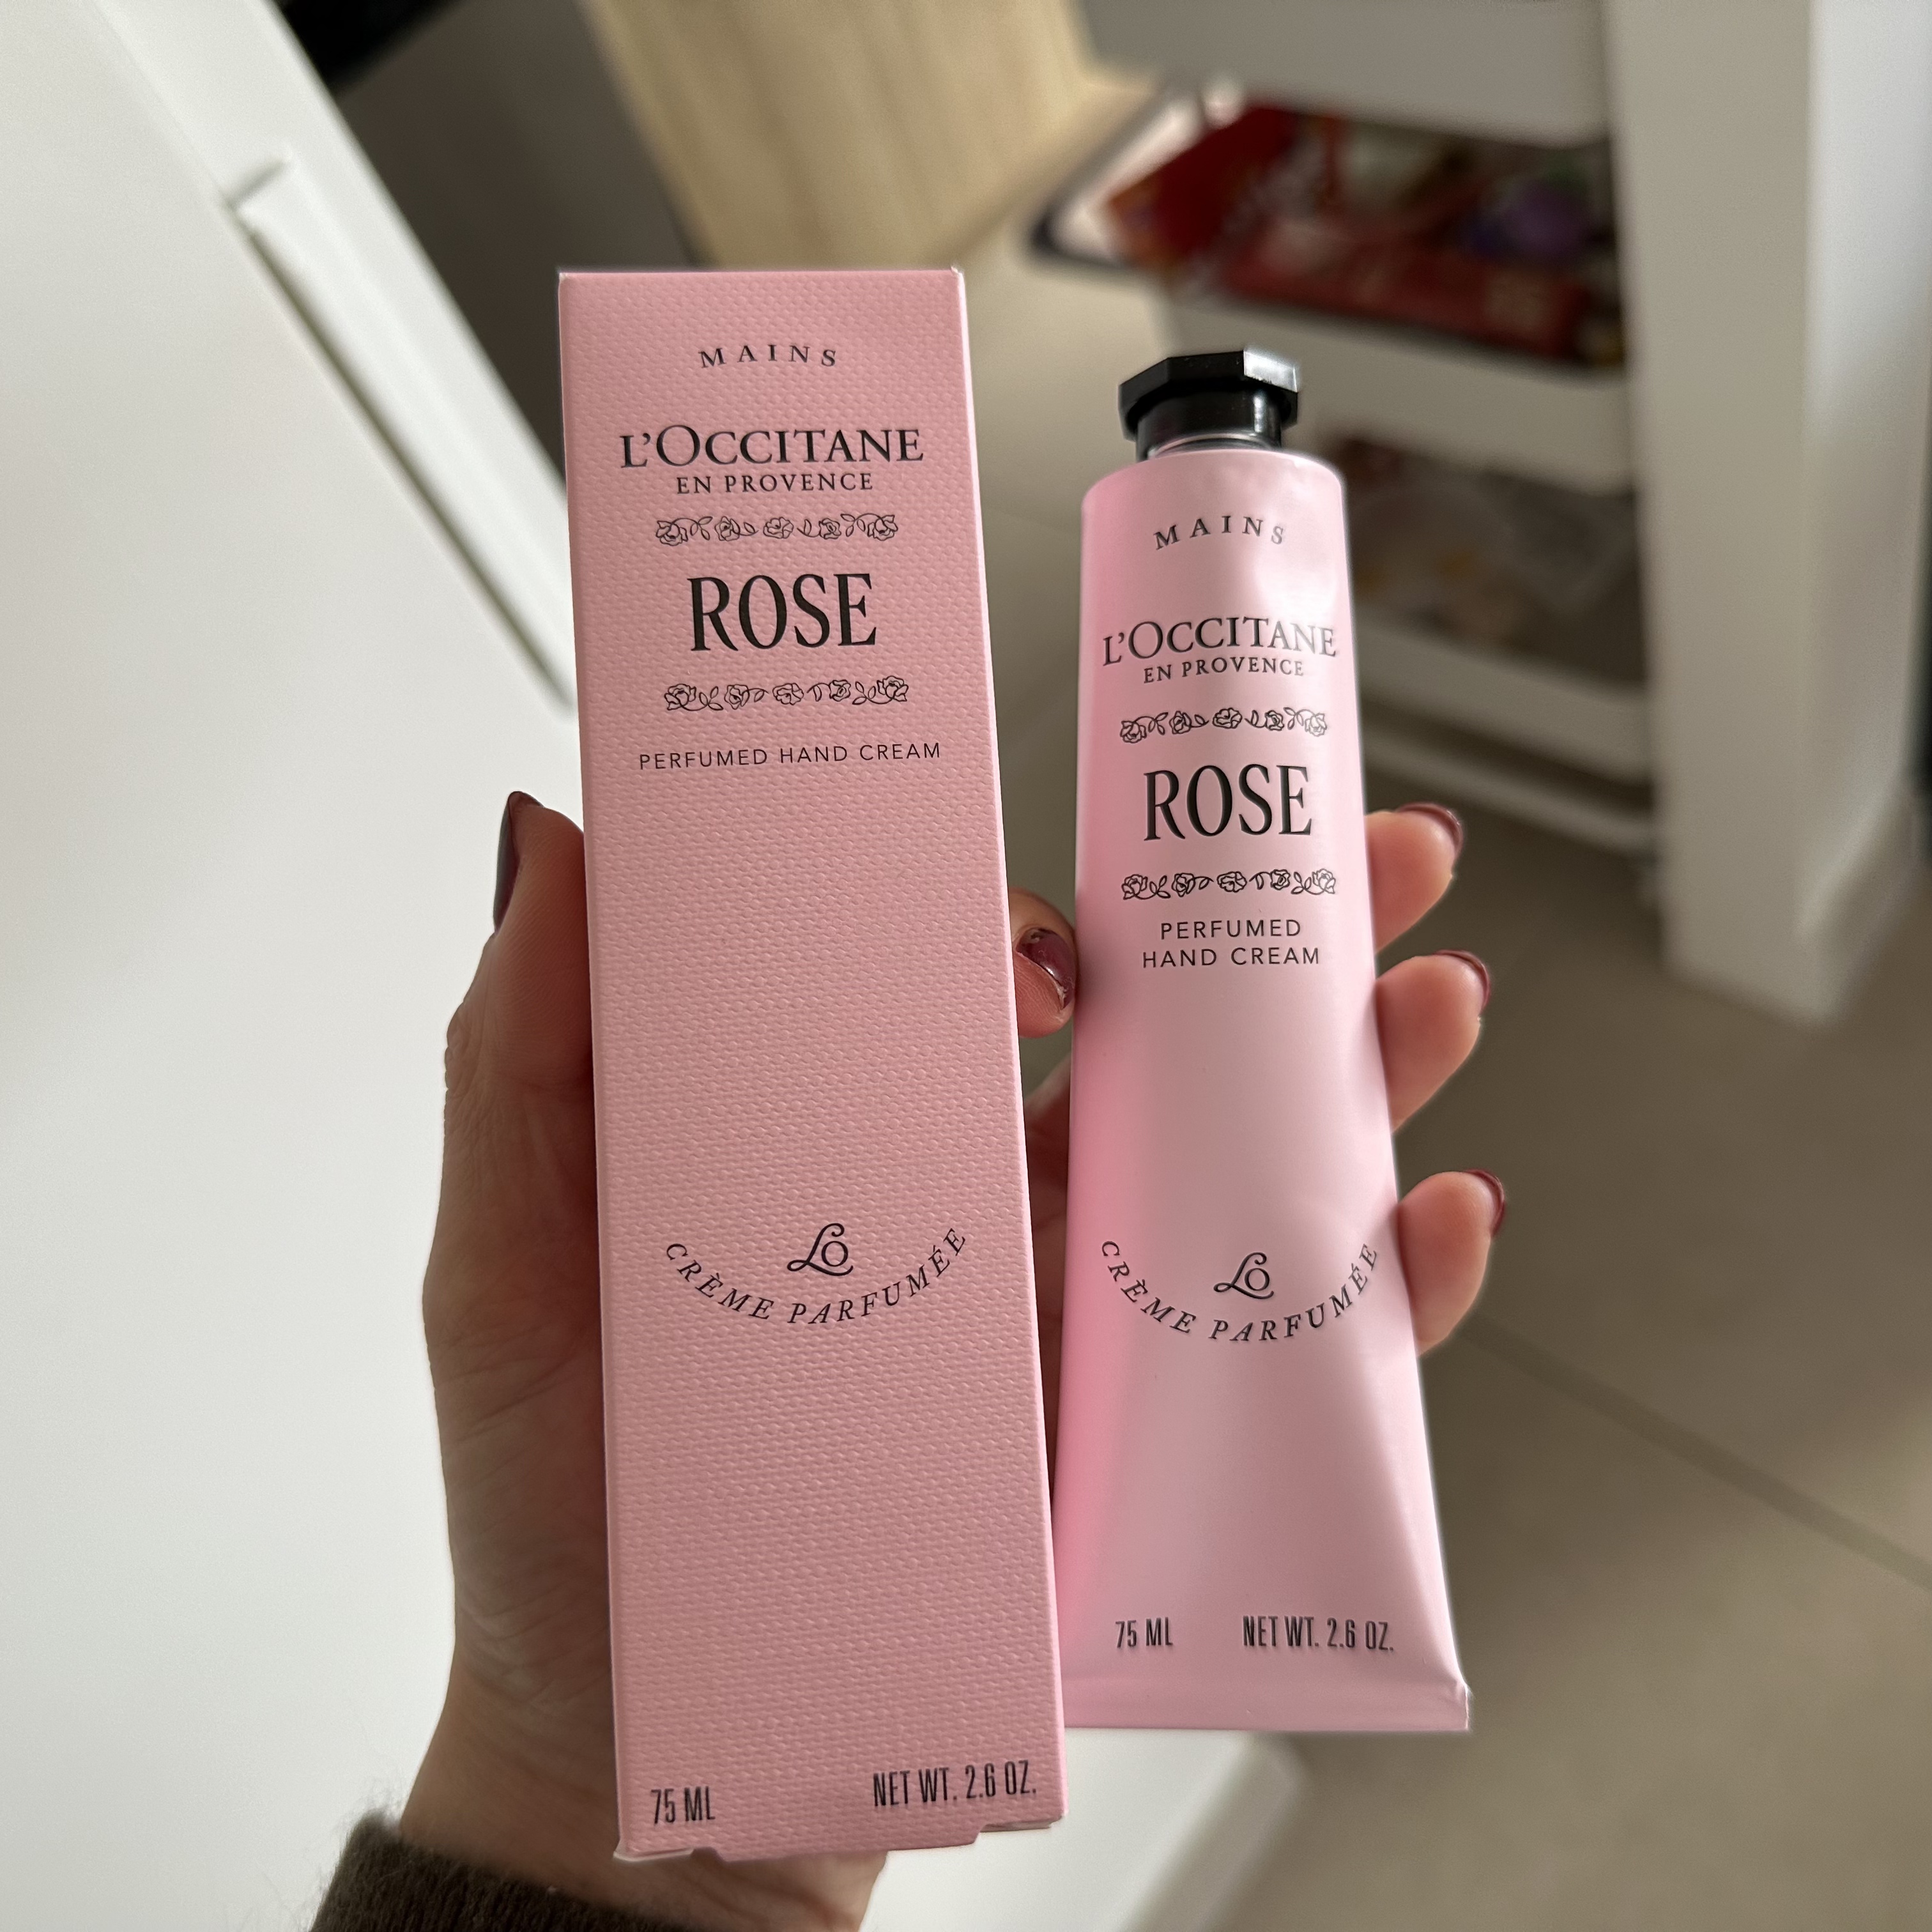 MAINS
L'OCCITANE
EN PROVENCE
ROSE
PERFUMED HAND CREAM
LO
CRÈME PARFUMÉE
75 ML NET WT. 2.6 OZ.
MAINS
L'OCCITANE
EN PROVENCE
ROSE
PERFUMED
HAND CREAM
LO
CRÈME PARFUMÉE
75 ML NET WT. 2.6 OZ.